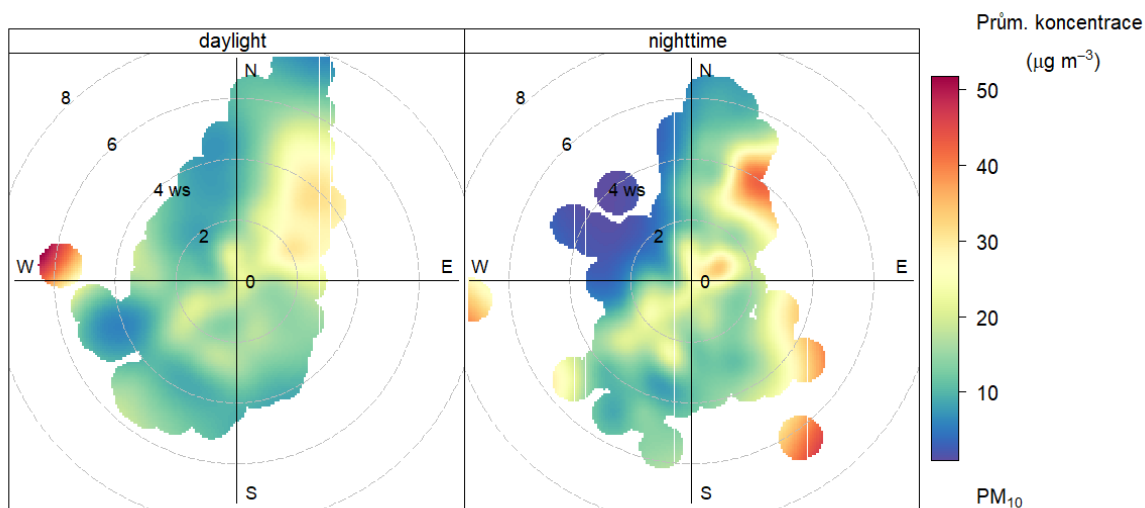 daylight
nighttime
Prům. koncentrace
(μg m⁻³)
N
8
6
4 ws
2
W
0
E
S
N
8
6
4 ws
2
W
0
E
S
50
40
30
20
10
PM₁₀